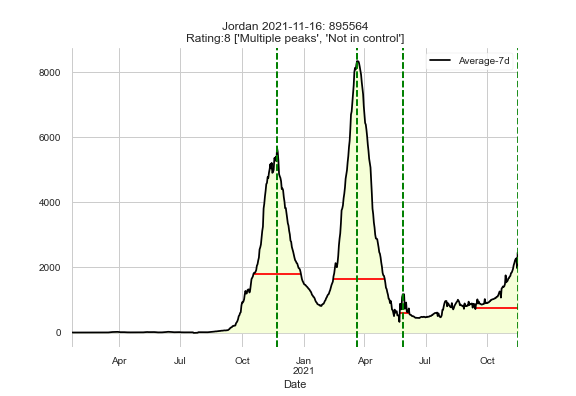 Jordan 2021-11-16: 895564
Rating:8 ['Multiple peaks', 'Not in control']
Average-7d
8000
6000
4000
2000
0
Apr
Jul
Oct
Jan
2021
Apr
Jul
Oct
Date